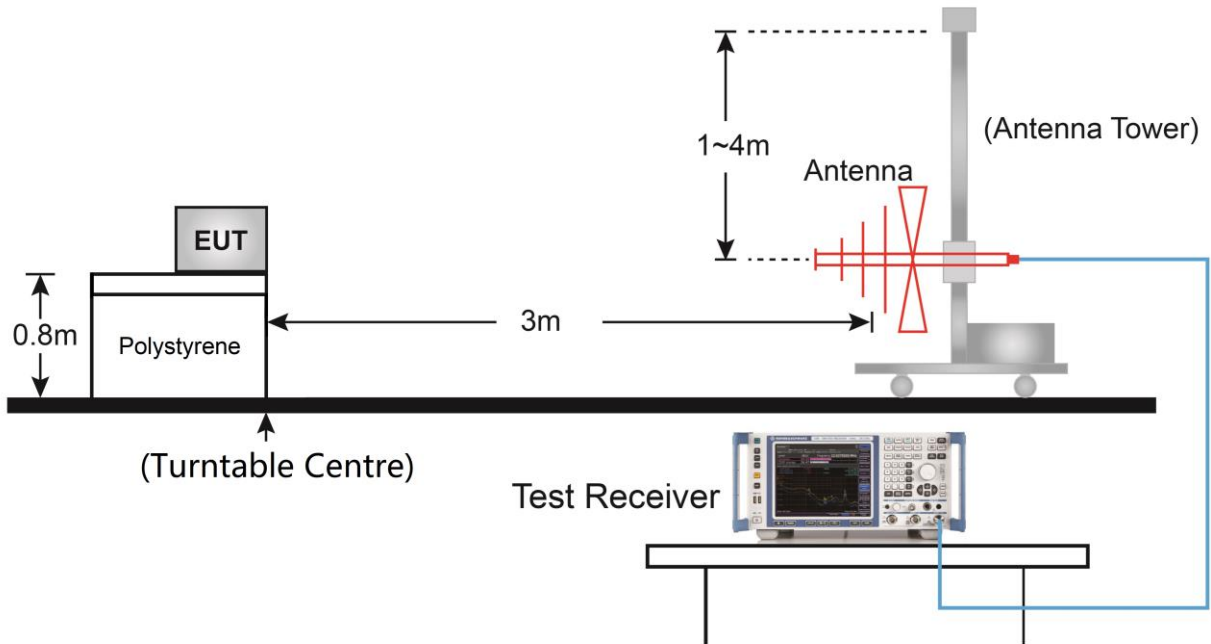 1~4m
(Antenna Tower)
Antenna
EUT
0.8m
Polystyrene
3m
(Turntable Centre)
Test Receiver